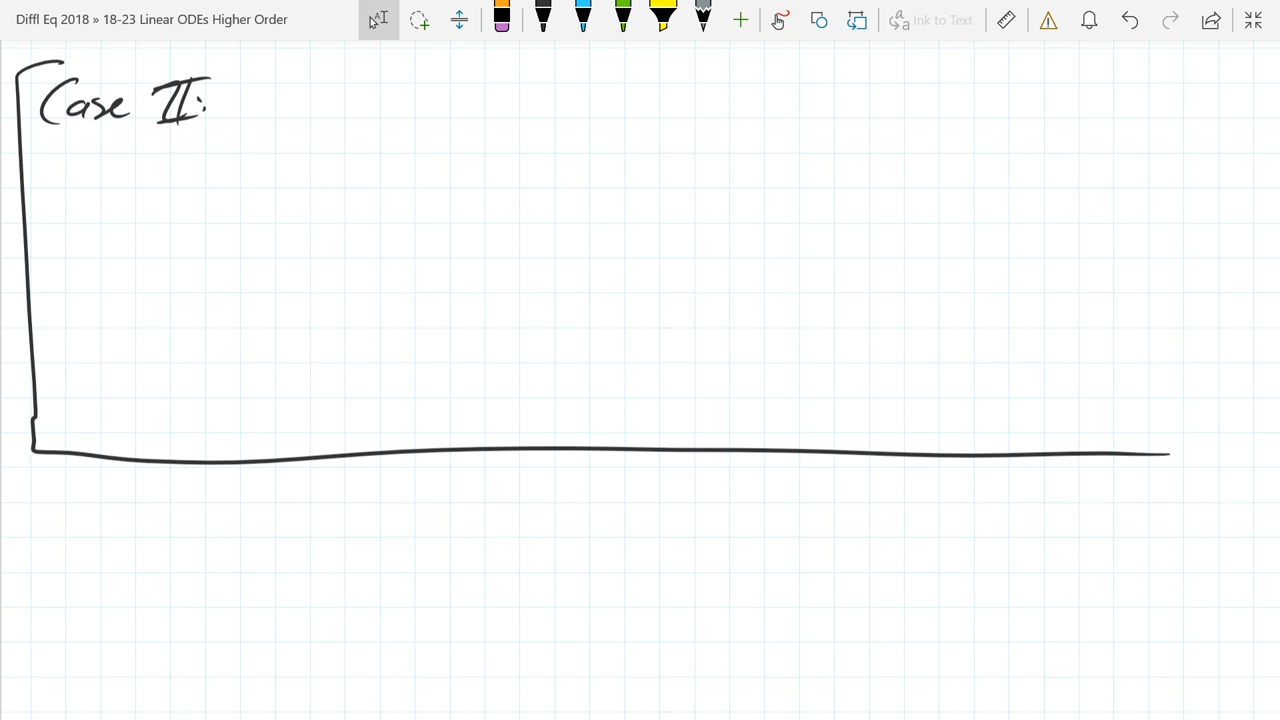 Diffl Eq 2018 » 18-23 Linear ODEs Higher Order
Ink to Text
Case II: